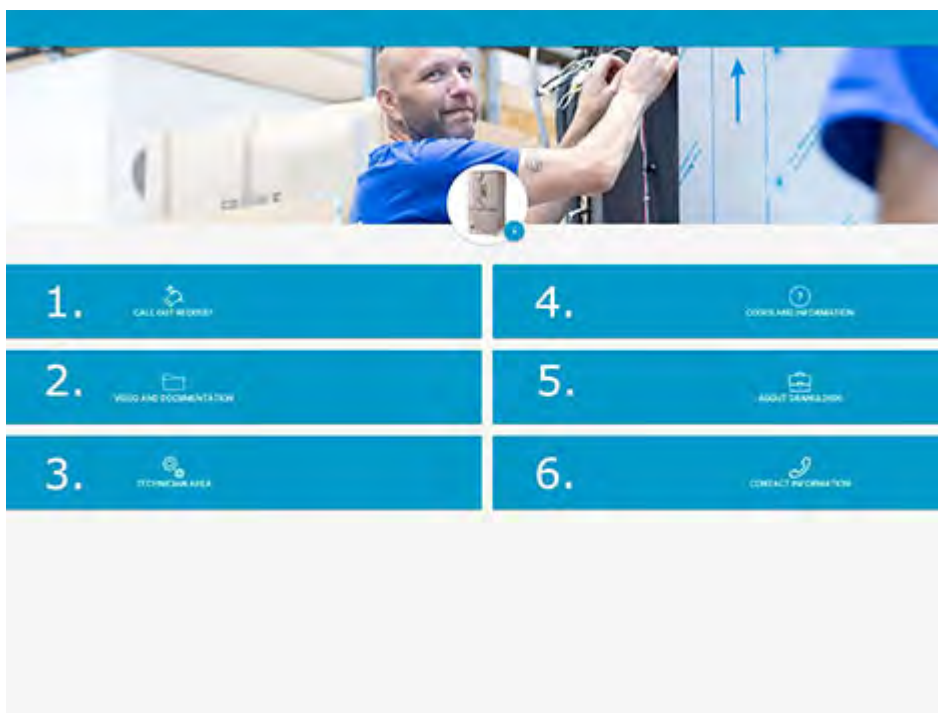 1.
CALL OUT REQUEST
2.
VIDEO AND DOCUMENTATION
3.
TECHNICIAN AREA
4.
CODES AND INFORMATION
5.
ABOUT GRANULDISK
6.
CONTACT INFORMATION